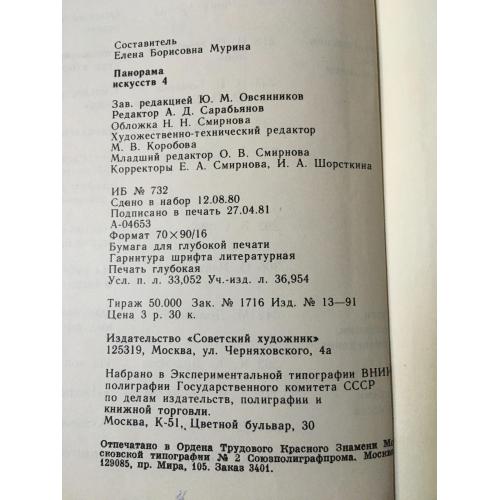 Составитель
Елена Борисовна Мурина
Панорама
искусств 4
Зав. редакцией Ю. М. Овсянников
Редактор А. Д. Сарабьянов
Обложка Н. Н. Смирнова
Художественно-технический редактор
М. В. Коробова
Младший редактор О. В. Смирнова
Корректоры Е. А. Смирнова, И. А. Шорсткина
ИБ № 732
Сдано в набор 12.08.80
Подписано в печать 27.04.81
А-04653
Формат 70×90/16
Бумага для глубокой печати
Гарнитура шрифта литературная
Печать глубокая
Усл. п. л. 33,052 Уч.-изд. л. 36,954
Тираж 50.000 Зак. № 1716 Изд. № 13—91
Цена 3 р. 30 к.
Издательство «Советский художник»
125319, Москва, ул. Черняховского, 4а
Набрано в Экспериментальной типографии ВНИИ
полиграфии Государственного комитета СССР
по делам издательств, полиграфии и
книжной торговли.
Москва, К-51, Цветной бульвар, 30
Отпечатано в Ордена Трудового Красного Знамени Мо
сковской типографии № 2 Союзполиграфпрома. Москва
129085, пр. Мира, 105. Заказ 3401.